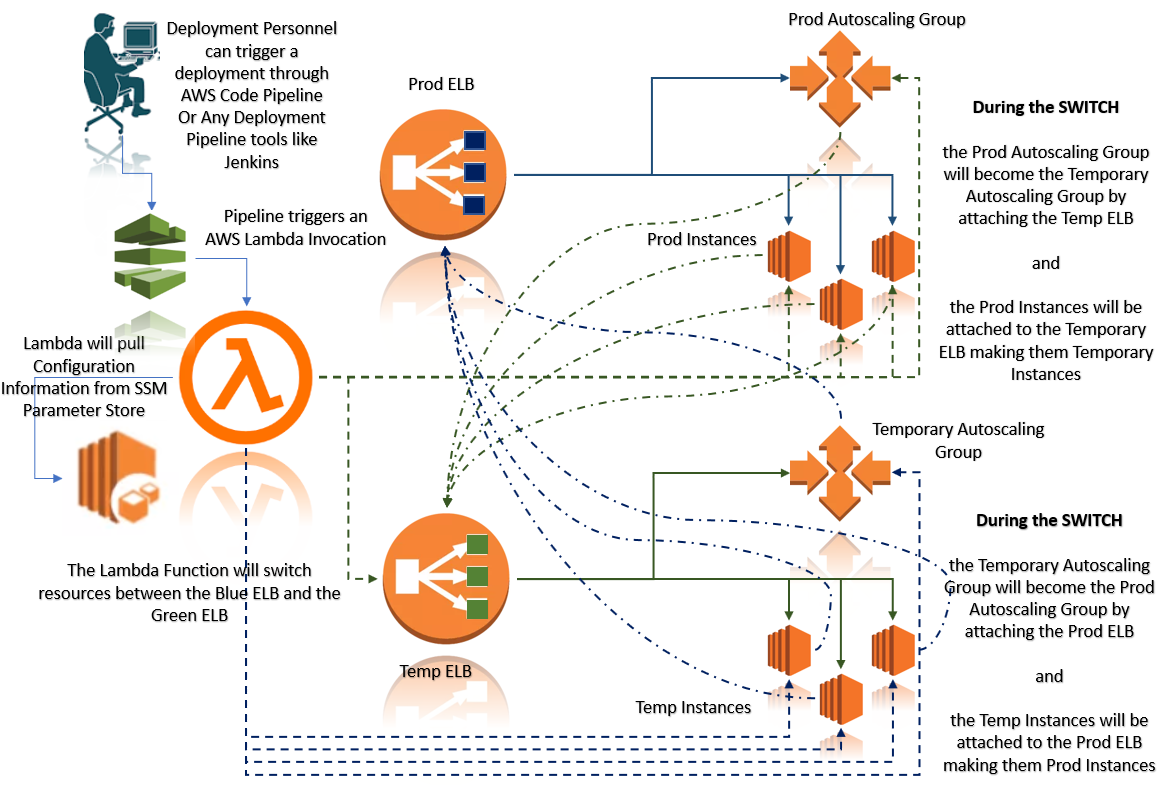 Deployment Personnel
can trigger a
deployment through
AWS Code Pipeline
Or Any Deployment
Pipeline tools like
Jenkins
Pipeline triggers an
AWS Lambda Invocation
Lambda will pull
Configuration
Information from SSM
Parameter Store
The Lambda Function will switch
resources between the Blue ELB and the
Green ELB
Prod ELB
Temp ELB
Prod Autoscaling Group
Prod Instances
Temporary Autoscaling
Group
Temp Instances
During the SWITCH
the Prod Autoscaling Group
will become the Temporary
Autoscaling Group by
attaching the Temp ELB
and
the Prod Instances will be
attached to the Temporary
ELB making them Temporary
Instances
During the SWITCH
the Temporary Autoscaling
Group will become the Prod
Autoscaling Group by
attaching the Prod ELB
and
the Temp Instances will be
attached to the Prod ELB
making them Prod Instances